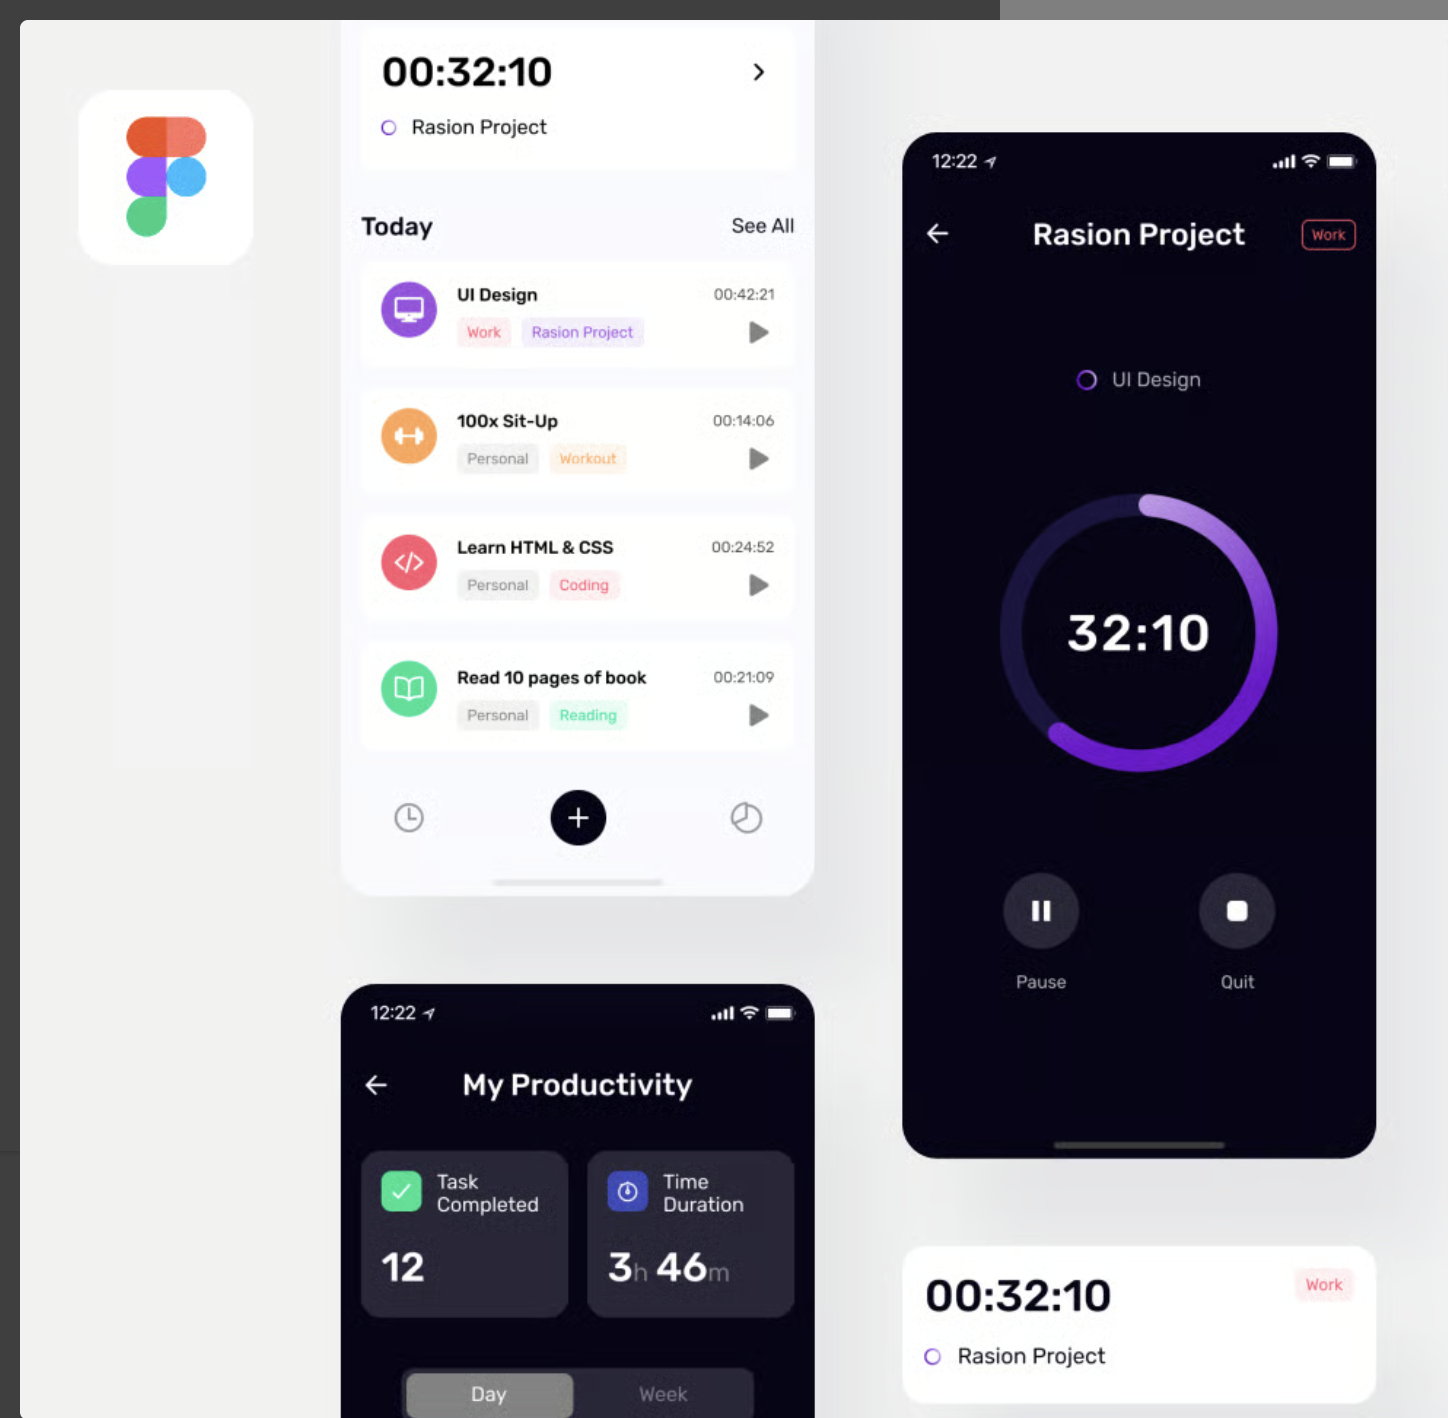 00:32:10
Rasion Project
Today
See All
UI Design
00:42:21
Work
Rasion Project
100x Sit-Up
00:14:06
Personal
Workout
Learn HTML & CSS
00:24:52
Personal
Coding
Read 10 pages of book
00:21:09
Personal
Reading
12:22
My Productivity
Task
Completed
12
Time
Duration
3h 46m
Day
Week
12:22
Rasion Project
Work
UI Design
32:10
Pause
Quit
00:32:10
Work
Rasion Project